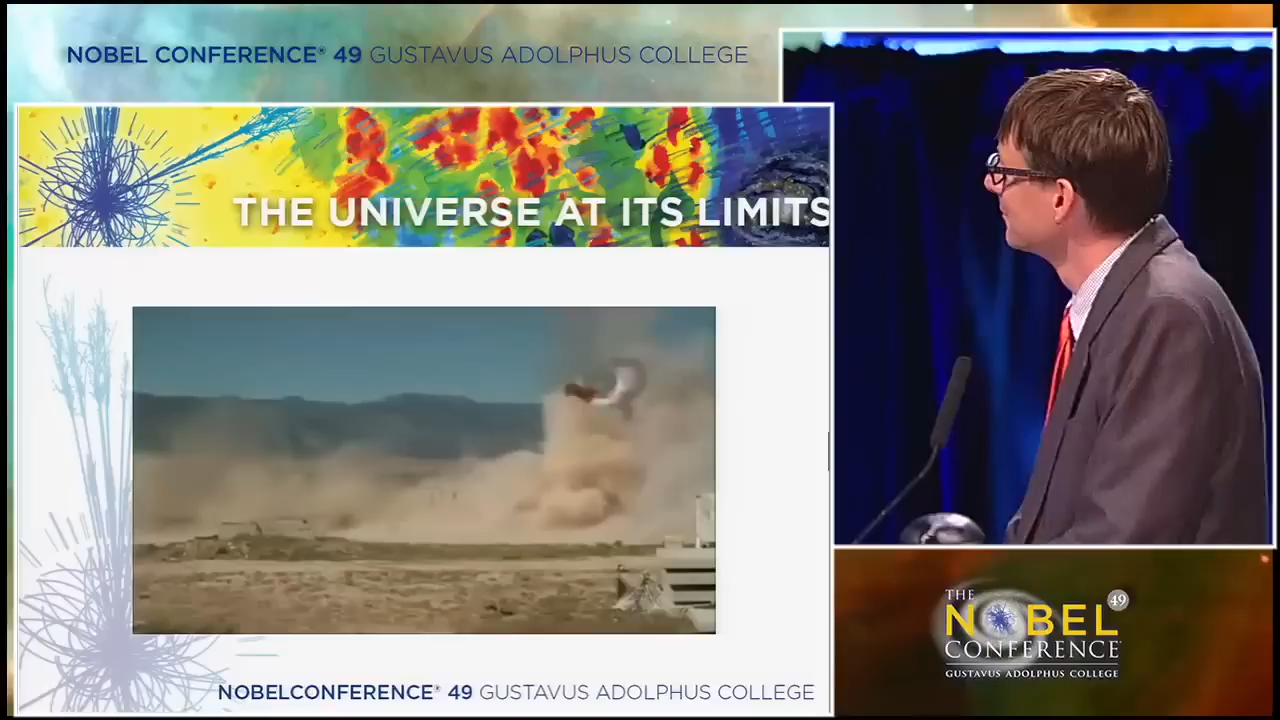 NOBEL CONFERENCE® 49 GUSTAVUS ADOLPHUS COLLEGE
THE UNIVERSE AT ITS LIMITS
NOBELCONFERENCE® 49 GUSTAVUS ADOLPHUS COLLEGE
THE
49
NOBEL
CONFERENCE®
GUSTAVUS ADOLPHUS COLLEGE